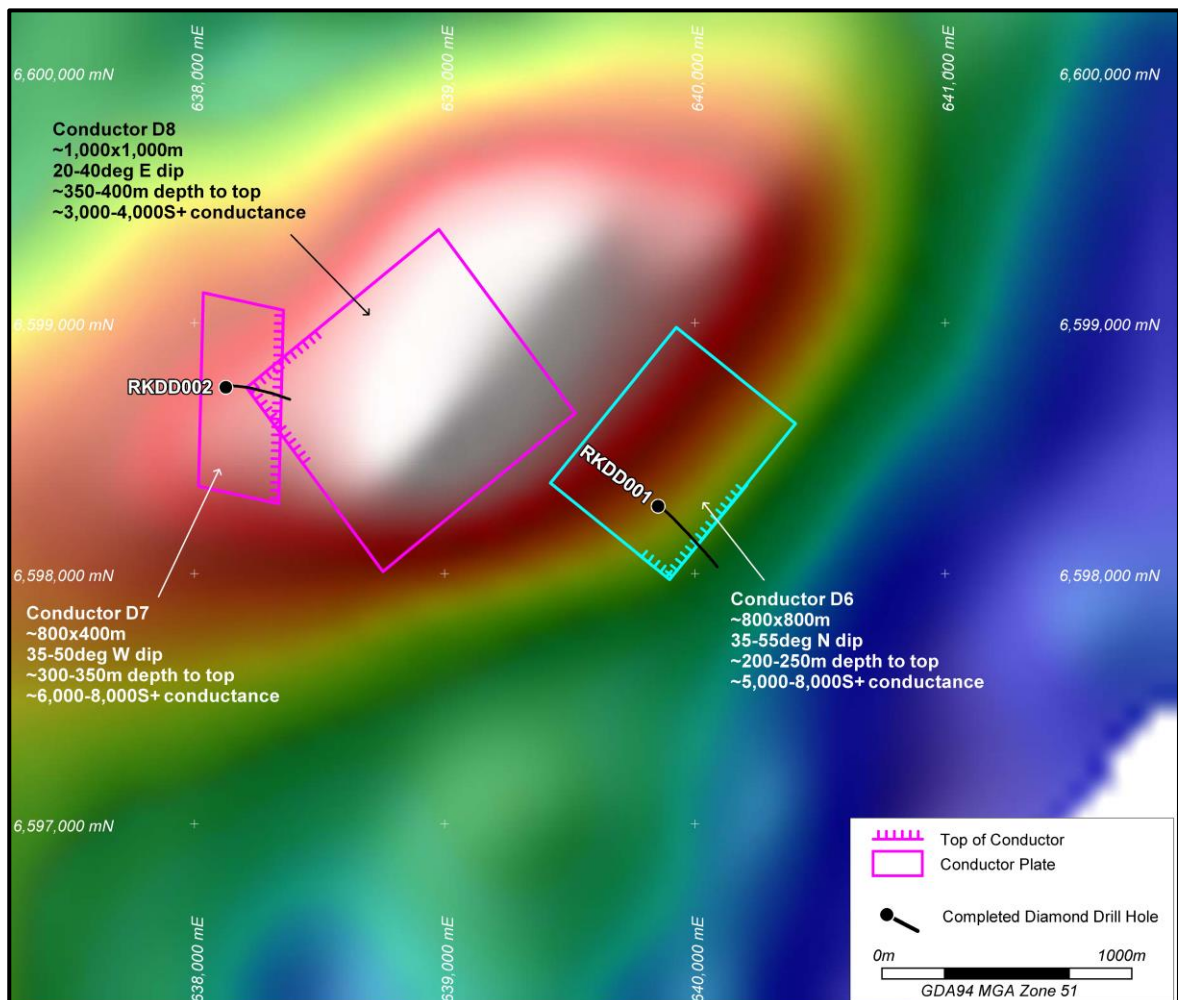 638,000 mE
639,000 mE
640,000 mE
641,000 mE
6,600,000 mN
6,600,000 mN
Conductor D8
~1,000x1,000m
20-40deg E dip
~350-400m depth to top
~3,000-4,000S+ conductance
6,599,000 mN
6,599,000 mN
RKDD002
RKDD001
6,598,000 mN
6,598,000 mN
Conductor D7
~800x400m
35-50deg W dip
~300-350m depth to top
~6,000-8,000S+ conductance
Conductor D6
~800x800m
35-55deg N dip
~200-250m depth to top
~5,000-8,000S+ conductance
6,597,000 mN
638,000 mE
639,000 mE
640,000 mE
Top of Conductor
Conductor Plate
Completed Diamond Drill Hole
0m 1000m
GDA94 MGA Zone 51